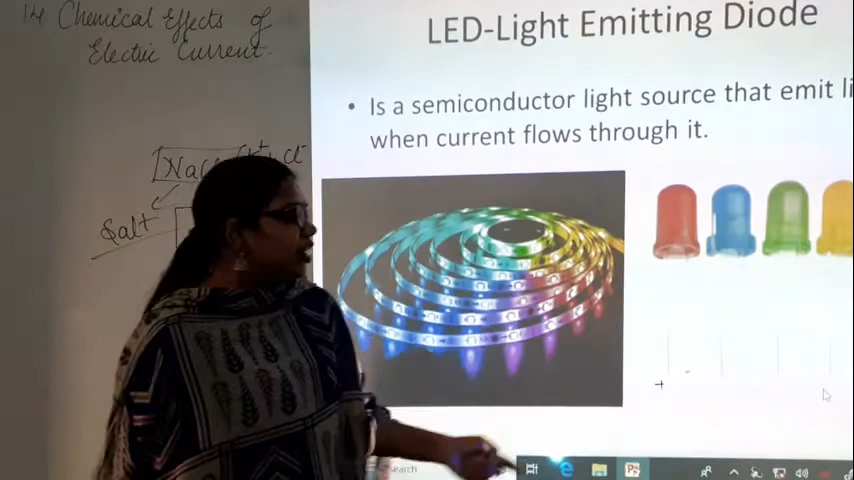 14 Chemical Effects of
Electric Current.
Salt
LED-Light Emitting Diode
• Is a semiconductor light source that emit
when current flows through it.
+
-